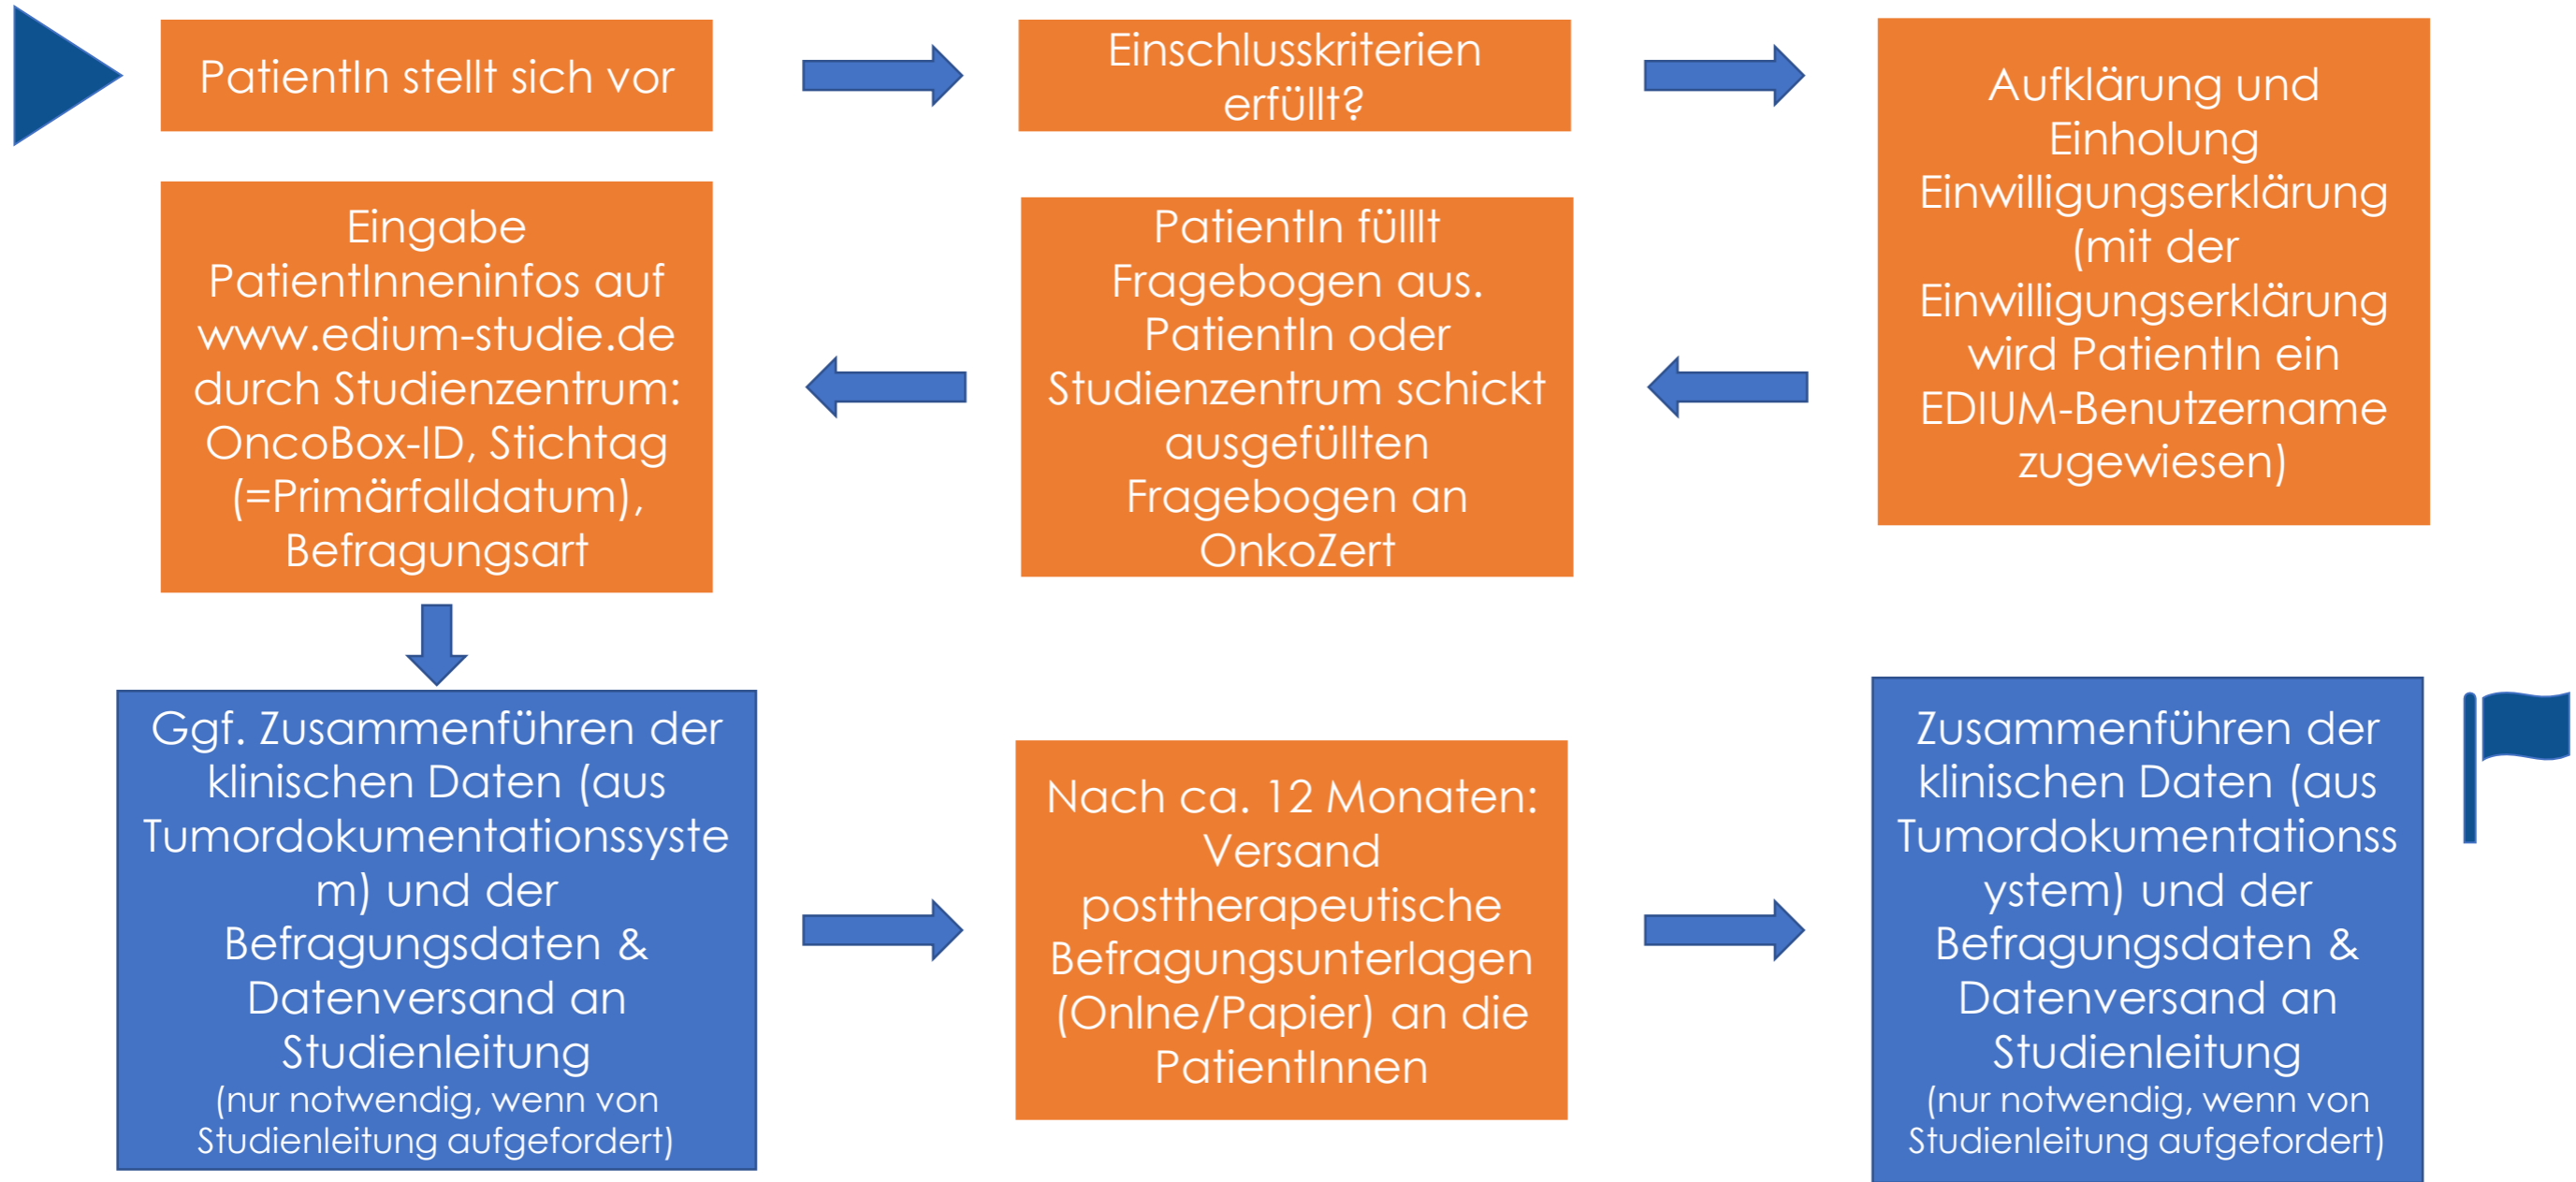 PatientIn stellt sich vor
Einschlusskriterien
erfüllt?
Aufklärung und
Einholung
Einwilligungserklärung
(mit der
Einwilligungserklärung
wird PatientIn ein
EDIUM-Benutzername
zugewiesen)
PatientIn fülllt
Fragebogen aus.
PatientIn oder
Studienzentrum schickt
ausgefüllten
Fragebogen an
OnkoZert
Eingabe
PatientInneninfos auf
www.edium-studie.de
durch Studienzentrum:
OncoBox-ID, Stichtag
(=Primärfalldatum),
Befragungsart
Ggf. Zusammenführen der
klinischen Daten (aus
Tumordokumentationssyste
m) und der
Befragungsdaten &
Datenversand an
Studienleitung
(nur notwendig, wenn von
Studienleitung aufgefordert)
Nach ca. 12 Monaten:
Versand
posttherapeutische
Befragungsunterlagen
(Onlne/Papier) an die
PatientInnen
Zusammenführen der
klinischen Daten (aus
Tumordokumentationss
ystem) und der
Befragungsdaten &
Datenversand an
Studienleitung
(nur notwendig, wenn von
Studienleitung aufgefordert)